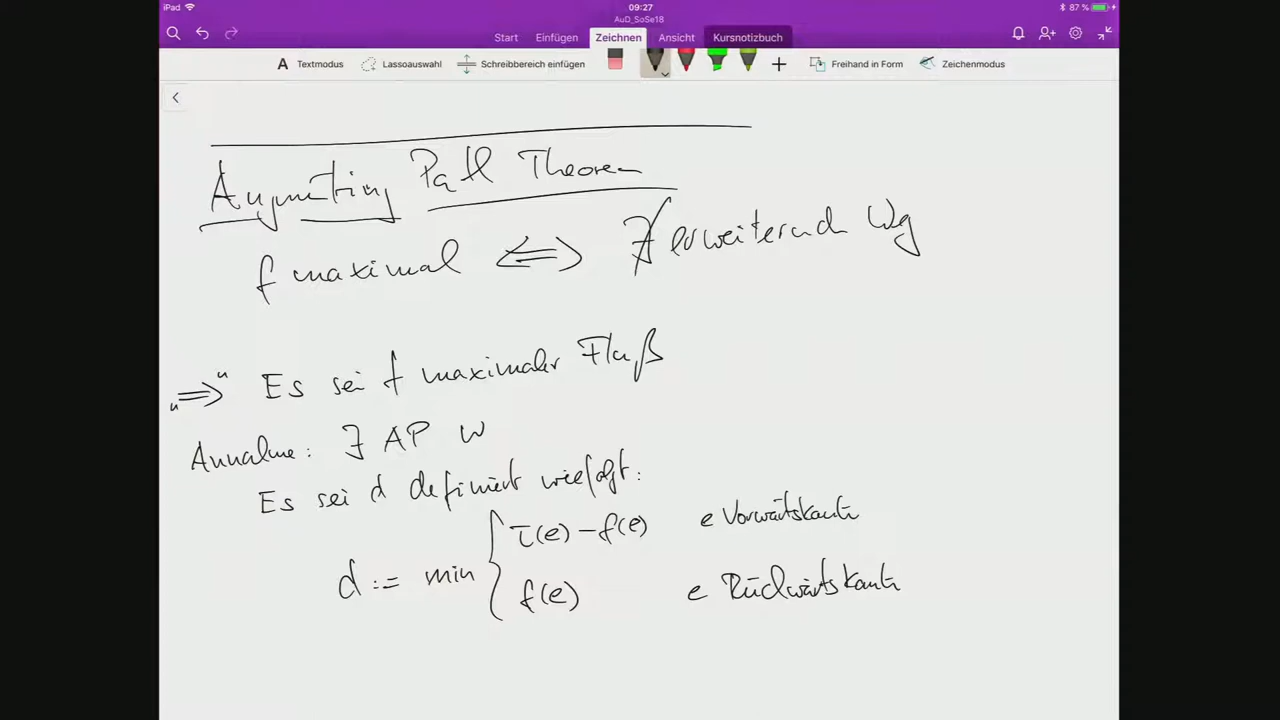 iPad 09:27 87 %
AuD_SoSe18
Start Einfügen Zeichnen Ansicht Kursnotizbuch
A Textmodus Lassoauswahl Schreibbereich einfügen + Freihand in Form Zeichenmodus
Augmenting Path Theorem
f maximal ⟺ ∄ erweiternd Weg
"⟹" Es sei f maximaler Fluß
Annahme: ∃ AP W
Es sei d definiert wie folgt:
d := min { τ(e) - f(e) e Vorwärtskante
f(e) e Rückwärtskante